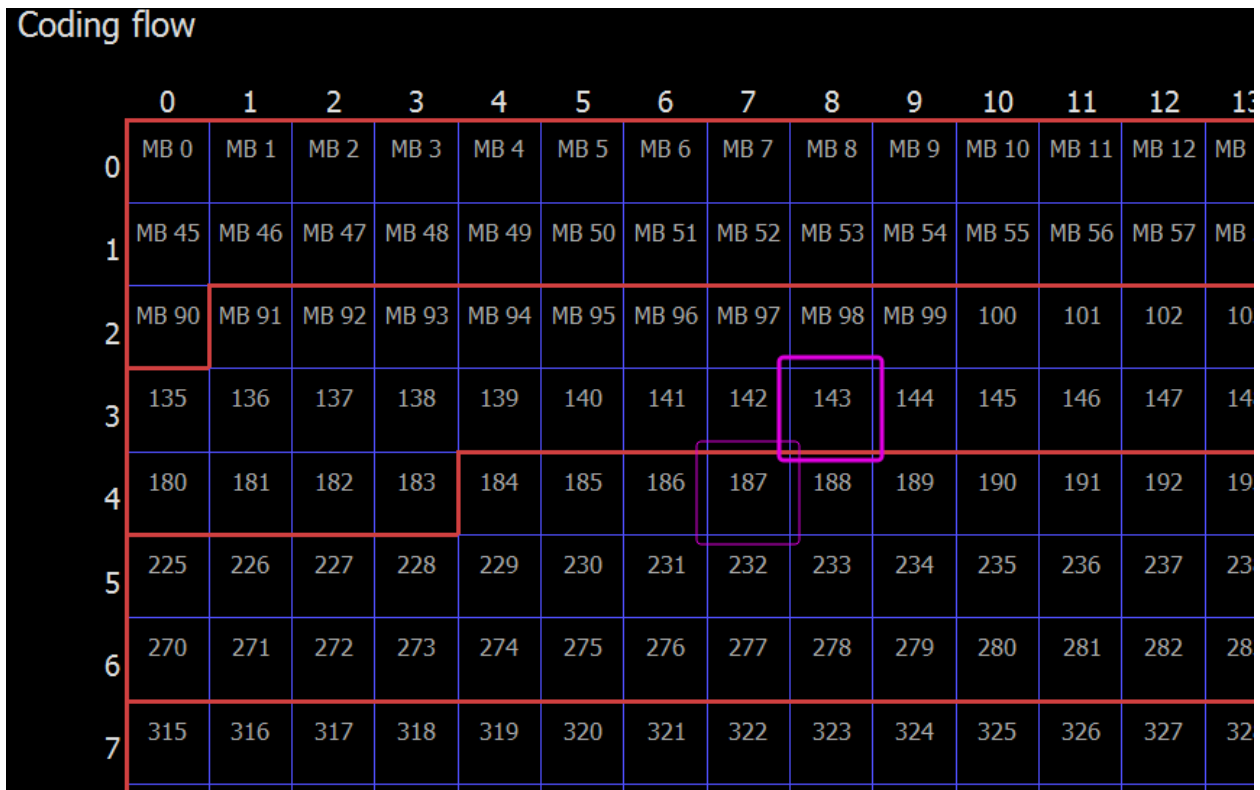 Coding flow
0 1 2 3 4 5 6 7 8 9 10 11 12 13
0 MB 0 MB 1 MB 2 MB 3 MB 4 MB 5 MB 6 MB 7 MB 8 MB 9 MB 10 MB 11 MB 12 MB
1 MB 45 MB 46 MB 47 MB 48 MB 49 MB 50 MB 51 MB 52 MB 53 MB 54 MB 55 MB 56 MB 57 MB
2 MB 90 MB 91 MB 92 MB 93 MB 94 MB 95 MB 96 MB 97 MB 98 MB 99 100 101 102
3 135 136 137 138 139 140 141 142 143 144 145 146 147
4 180 181 182 183 184 185 186 187 188 189 190 191 192
5 225 226 227 228 229 230 231 232 233 234 235 236 237
6 270 271 272 273 274 275 276 277 278 279 280 281 282
7 315 316 317 318 319 320 321 322 323 324 325 326 327